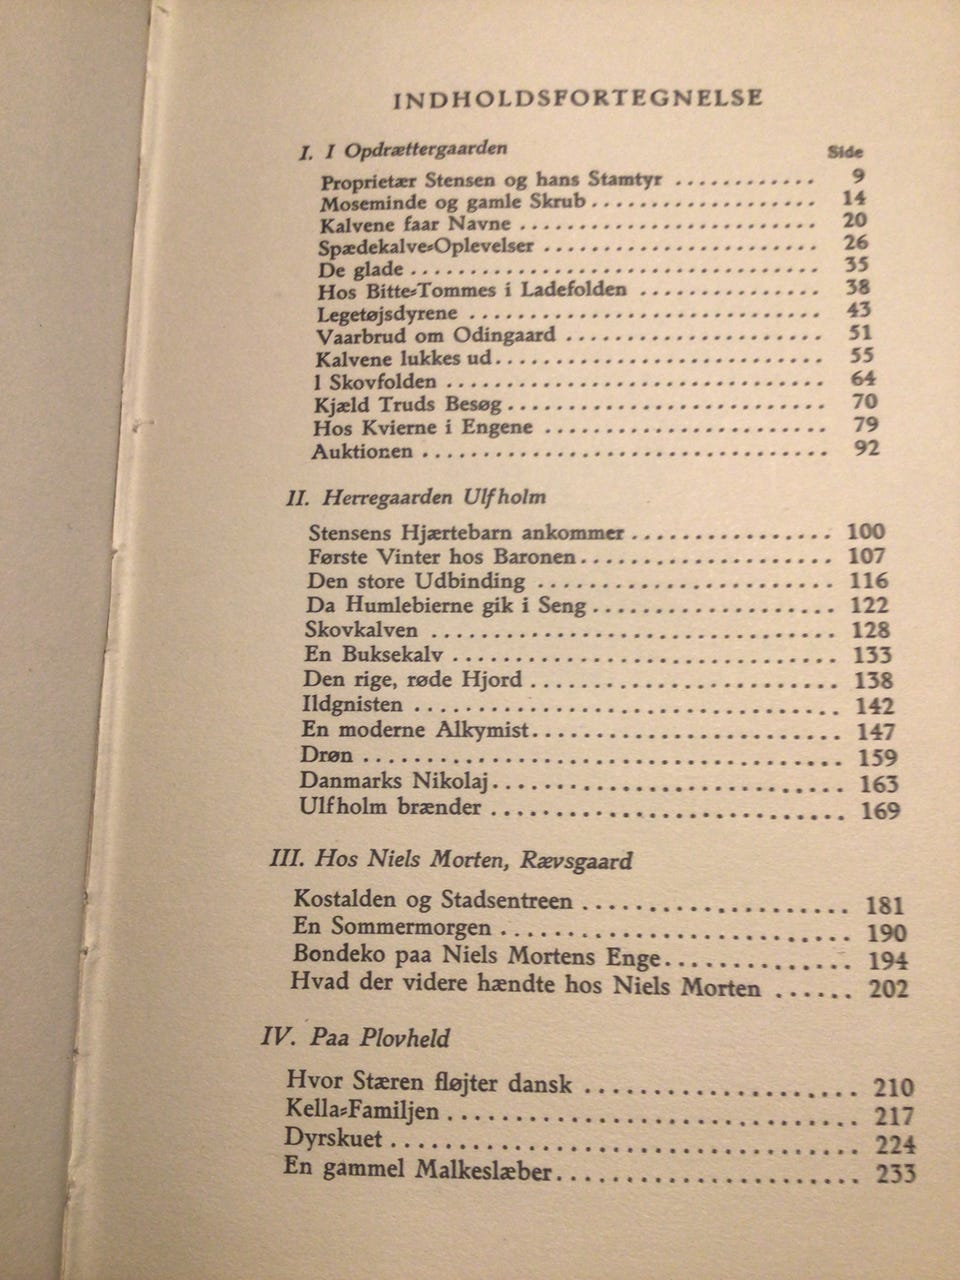 INDHOLDSFORTEGNELSE
I. I Opdrættergaarden Side
Proprietær Stensen og hans Stamtyr ............ 9
Moseminde og gamle Skrub ................... 14
Kalvene faar Navne .......................... 20
Spædekalve-Oplevelser ........................ 26
De glade ................................... 35
Hos Bitte-Tommes i Ladefolden ............... 38
Legetøjsdyrene .............................. 43
Vaarbrud om Odingaard ...................... 51
Kalvene lukkes ud ........................... 55
I Skovfolden ................................ 64
Kjæld Truds Besøg ........................... 70
Hos Kvierne i Engene ........................ 79
Auktionen .................................. 92
II. Herregaarden Ulfholm
Stensens Hjærtebarn ankommer ................ 100
Første Vinter hos Baronen ..................... 107
Den store Udbinding ........................ 116
Da Humlebierne gik i Seng .................... 122
Skovkalven ................................. 128
En Buksekalv ............................... 133
Den rige, røde Hjord ......................... 138
Ildgnisten .................................. 142
En moderne Alkymist ......................... 147
Drøn ....................................... 159
Danmarks Nikolaj ............................ 163
Ulfholm brænder ............................ 169
III. Hos Niels Morten, Rævsgaard
Kostalden og Stadsentreen .................... 181
En Sommermorgen .......................... 190
Bondeko paa Niels Mortens Enge .............. 194
Hvad der videre hændte hos Niels Morten ...... 202
IV. Paa Plovheld
Hvor Stæren fløjter dansk .................... 210
Kella-Familjen .............................. 217
Dyrskuet ................................... 224
En gammel Malkeslæber ....................... 233